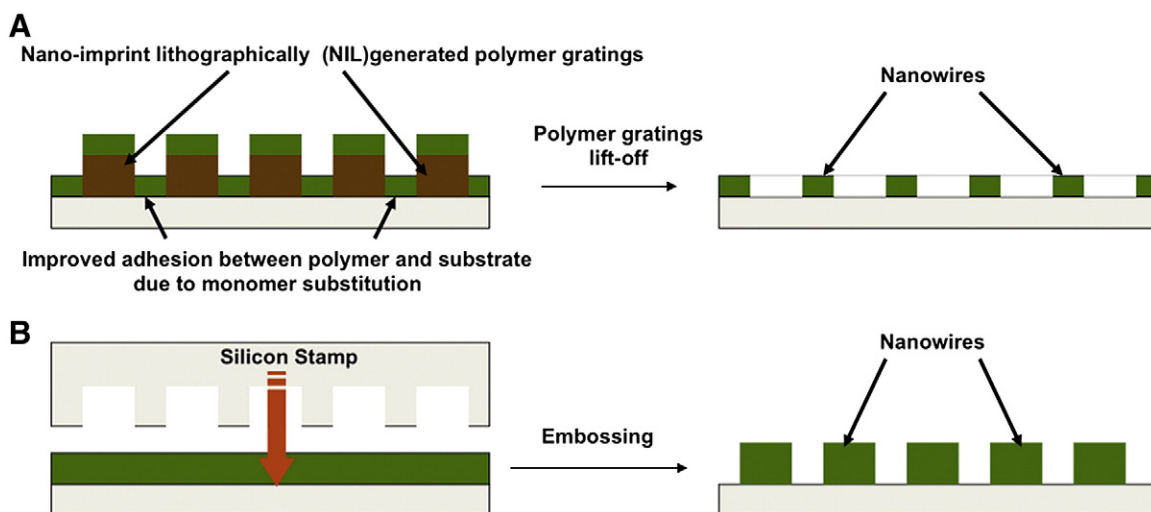 A
Nano-imprint lithographically (NIL)generated polymer gratings
Nanowires
Polymer gratings
lift-off
Improved adhesion between polymer and substrate
due to monomer substitution
B
Silicon Stamp
Nanowires
Embossing